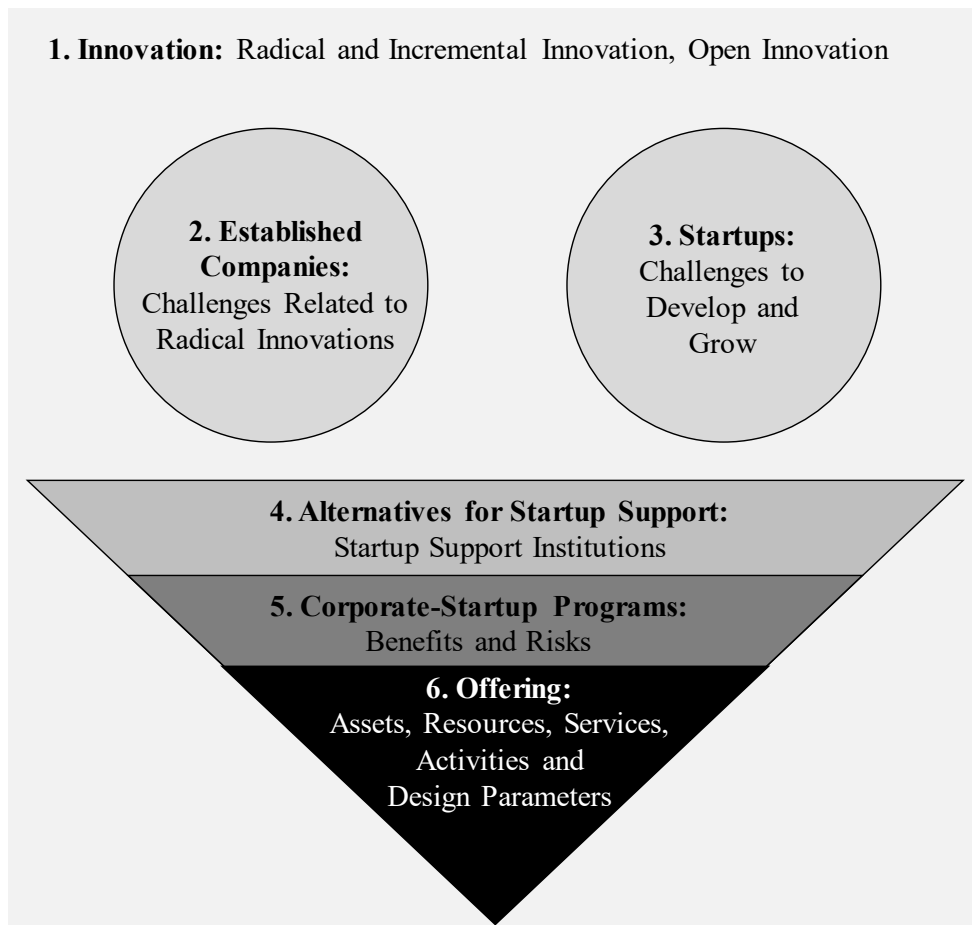 1. Innovation: Radical and Incremental Innovation, Open Innovation
2. Established
Companies:
Challenges Related to
Radical Innovations
3. Startups:
Challenges to
Develop and
Grow
4. Alternatives for Startup Support:
Startup Support Institutions
5. Corporate-Startup Programs:
Benefits and Risks
6. Offering:
Assets, Resources, Services,
Activities and
Design Parameters